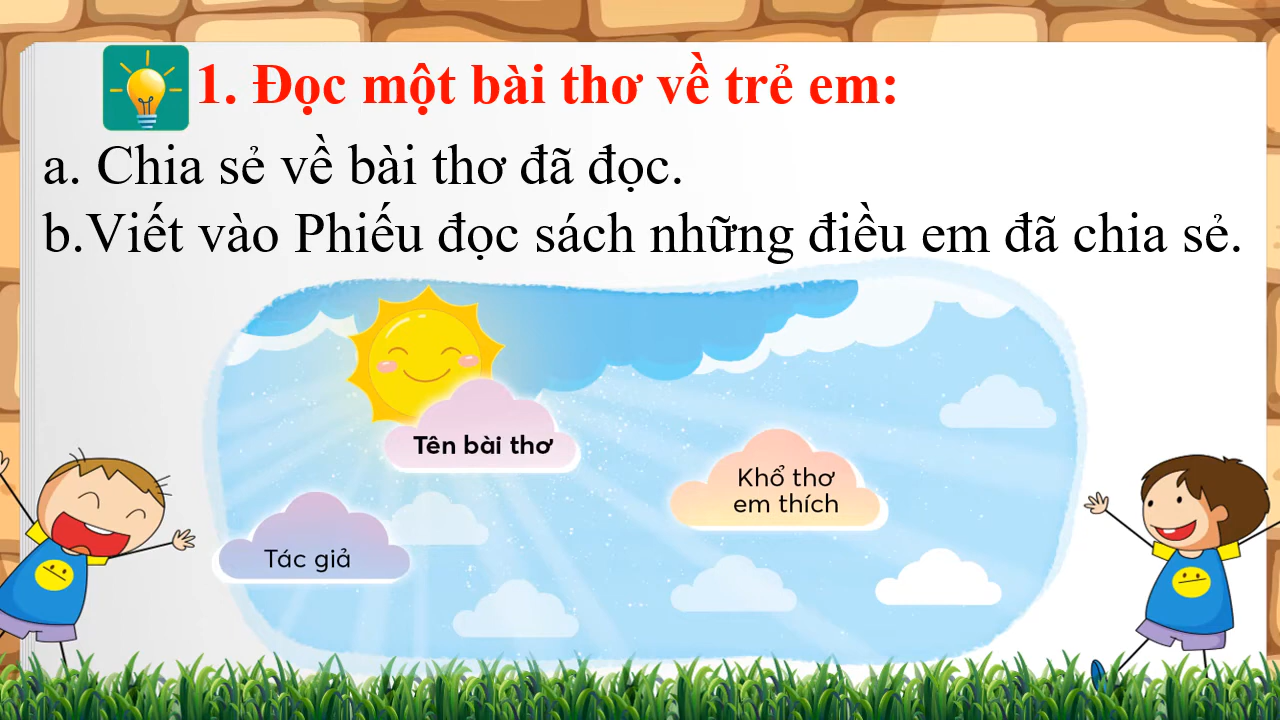 1. Đọc một bài thơ về trẻ em:
a. Chia sẻ về bài thơ đã đọc.
b.Viết vào Phiếu đọc sách những điều em đã chia sẻ.
Tên bài thơ
Khổ thơ
em thích
Tác giả